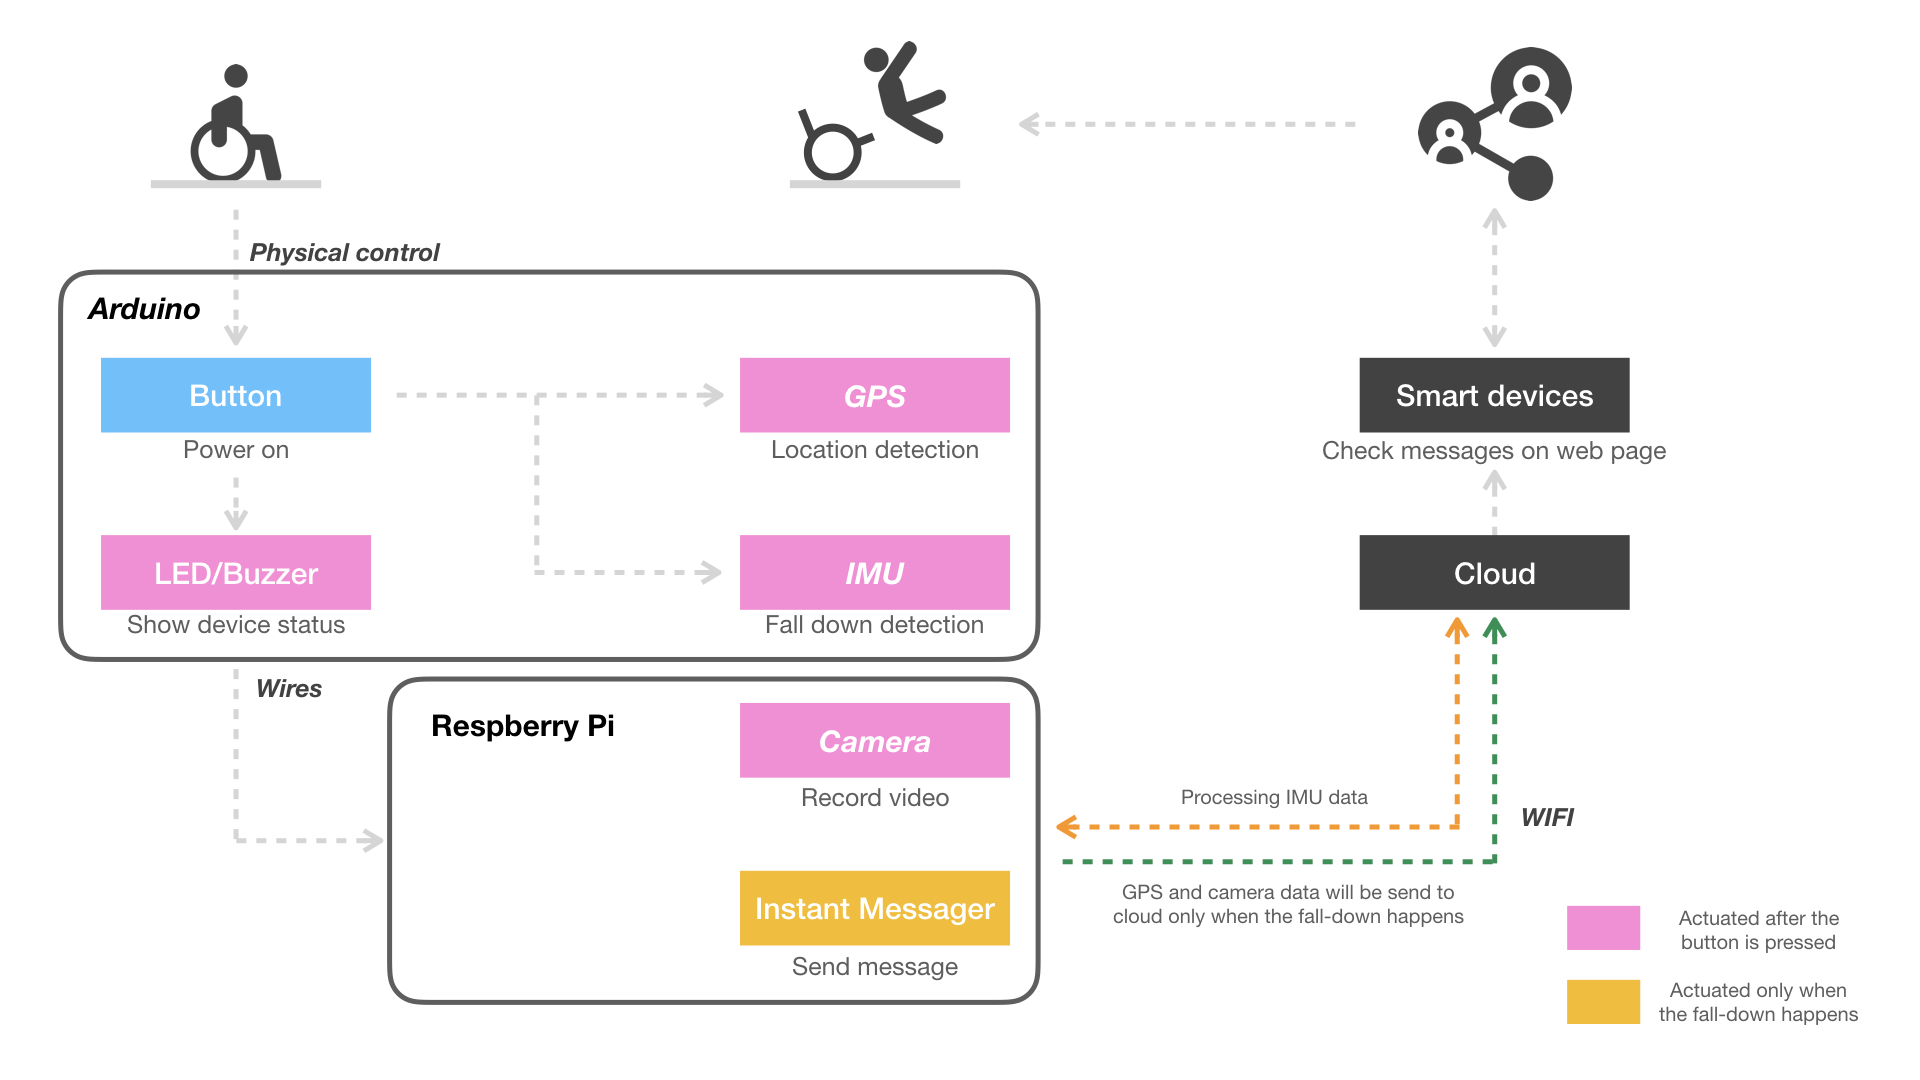 Physical control
Arduino
Button
Power on
GPS
Location detection
Smart devices
Check messages on web page
LED/Buzzer
Show device status
IMU
Fall down detection
Cloud
Wires
Respberry Pi
Camera
Record video
Processing IMU data
WIFI
Instant Messager
Send message
GPS and camera data will be send to
cloud only when the fall-down happens
Actuated after the
button is pressed
Actuated only when
the fall-down happens